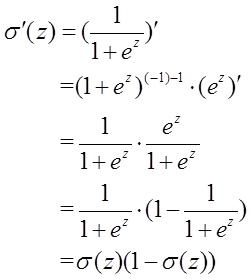 σ′(z) = (1/(1+e^z))′
=(1+e^z)^((-1)-1) · (e^z)′
= 1/(1+e^z) · e^z/(1+e^z)
= 1/(1+e^z) · (1 − 1/(1+e^z))
=σ(z)(1−σ(z))